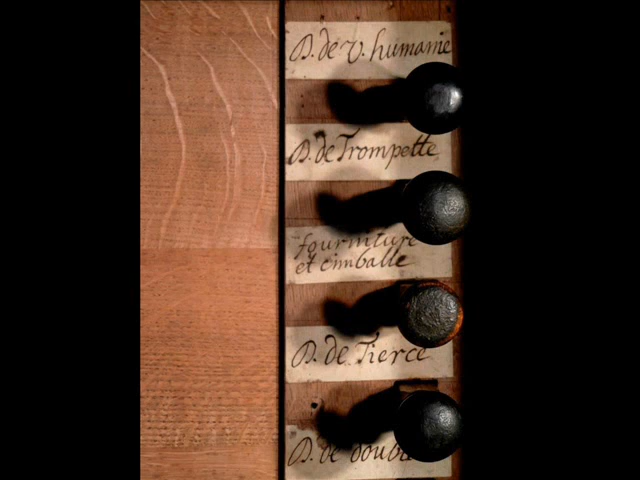 D. de V. humaine
D. de Trompette
fourniture
et cimballe
D. de Tierce
D. de